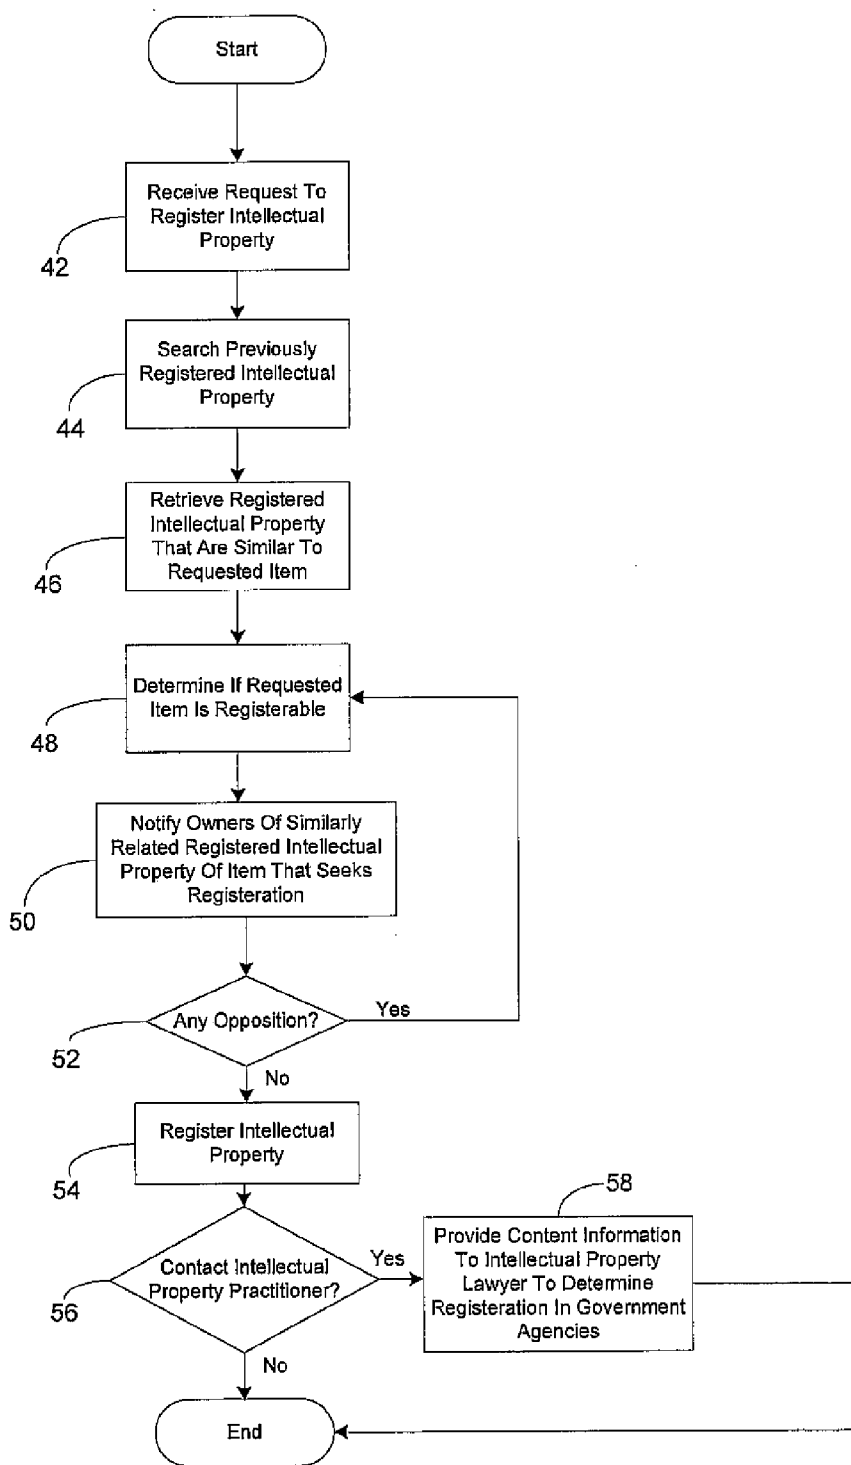 Start
Receive Request To
Register Intellectual
Property
42
Search Previously
Registered Intellectual
Property
44
Retrieve Registered
Intellectual Property
That Are Similar To
Requested Item
46
Determine If Requested
Item Is Registerable
48
Notify Owners Of Similarly
Related Registered Intellectual
Property Of Item That Seeks
Registeration
50
Any Opposition?
Yes
52
No
Register Intellectual
Property
54
58
Contact Intellectual
Property Practitioner?
Yes
56
Provide Content Information
To Intellectual Property
Lawyer To Determine
Registeration In Government
Agencies
No
End